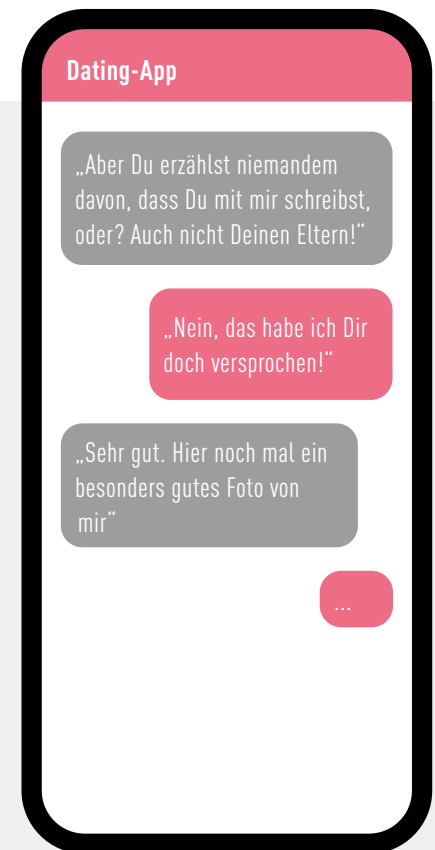 Dating-App
„Aber Du erzählst niemandem
davon, dass Du mit mir schreibst,
oder? Auch nicht Deinen Eltern!“
„Nein, das habe ich Dir
doch versprochen!“
„Sehr gut. Hier noch mal ein
besonders gutes Foto von
mir“
...